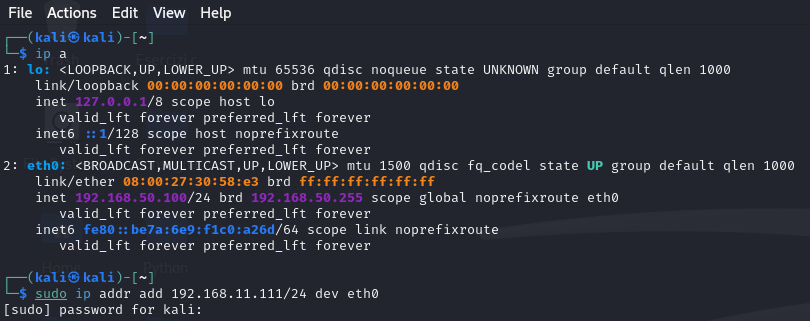 File Actions Edit View Help
┌──(kali㉿kali)-[~]
└─$ ip a
1: lo: <LOOPBACK,UP,LOWER_UP> mtu 65536 qdisc noqueue state UNKNOWN group default qlen 1000
    link/loopback 00:00:00:00:00:00 brd 00:00:00:00:00:00
    inet 127.0.0.1/8 scope host lo
       valid_lft forever preferred_lft forever
    inet6 ::1/128 scope host noprefixroute
       valid_lft forever preferred_lft forever
2: eth0: <BROADCAST,MULTICAST,UP,LOWER_UP> mtu 1500 qdisc fq_codel state UP group default qlen 1000
    link/ether 08:00:27:30:58:e3 brd ff:ff:ff:ff:ff:ff
    inet 192.168.50.100/24 brd 192.168.50.255 scope global noprefixroute eth0
       valid_lft forever preferred_lft forever
    inet6 fe80::be7a:6e9:f1c0:a26d/64 scope link noprefixroute
       valid_lft forever preferred_lft forever
┌──(kali㉿kali)-[~]
└─$ sudo ip addr add 192.168.11.111/24 dev eth0
[sudo] password for kali: